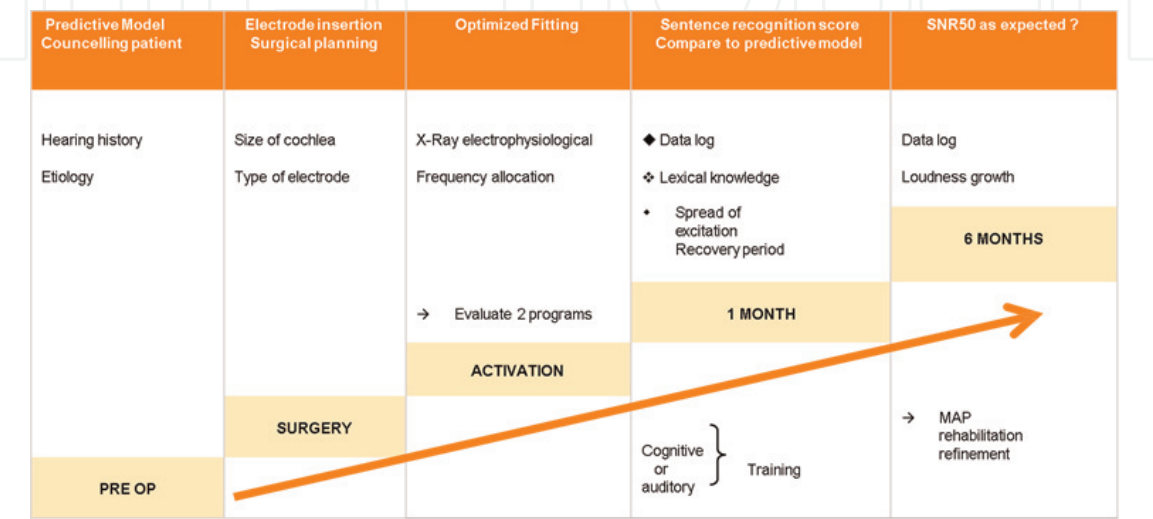 Predictive Model
Councelling patient
Electrode insertion
Surgical planning
Optimized Fitting
Sentence recognition score
Compare to predictive model
SNR50 as expected ?
Hearing history
Etiology
PRE OP
Size of cochlea
Type of electrode
SURGERY
X-Ray electrophysiological
Frequency allocation
→ Evaluate 2 programs
ACTIVATION
◆ Data log
❖ Lexical knowledge
• Spread of
excitation
Recovery period
1 MONTH
Cognitive
or
auditory
} Training
Data log
Loudness growth
6 MONTHS
→ MAP
rehabilitation
refinement